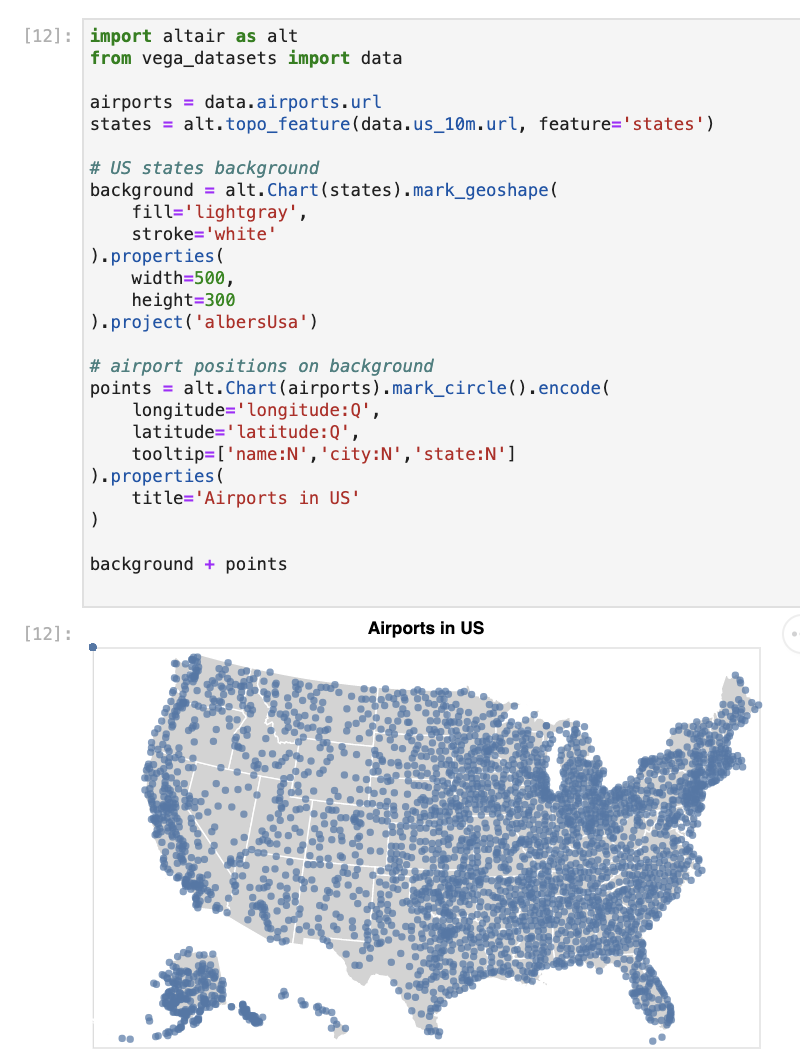 [12]:
import altair as alt
from vega_datasets import data
airports = data.airports.url
states = alt.topo_feature(data.us_10m.url, feature='states')
# US states background
background = alt.Chart(states).mark_geoshape(
    fill='lightgray',
    stroke='white'
).properties(
    width=500,
    height=300
).project('albersUsa')
# airport positions on background
points = alt.Chart(airports).mark_circle().encode(
    longitude='longitude:Q',
    latitude='latitude:Q',
    tooltip=['name:N','city:N','state:N']
).properties(
    title='Airports in US'
)
background + points
[12]:
Airports in US